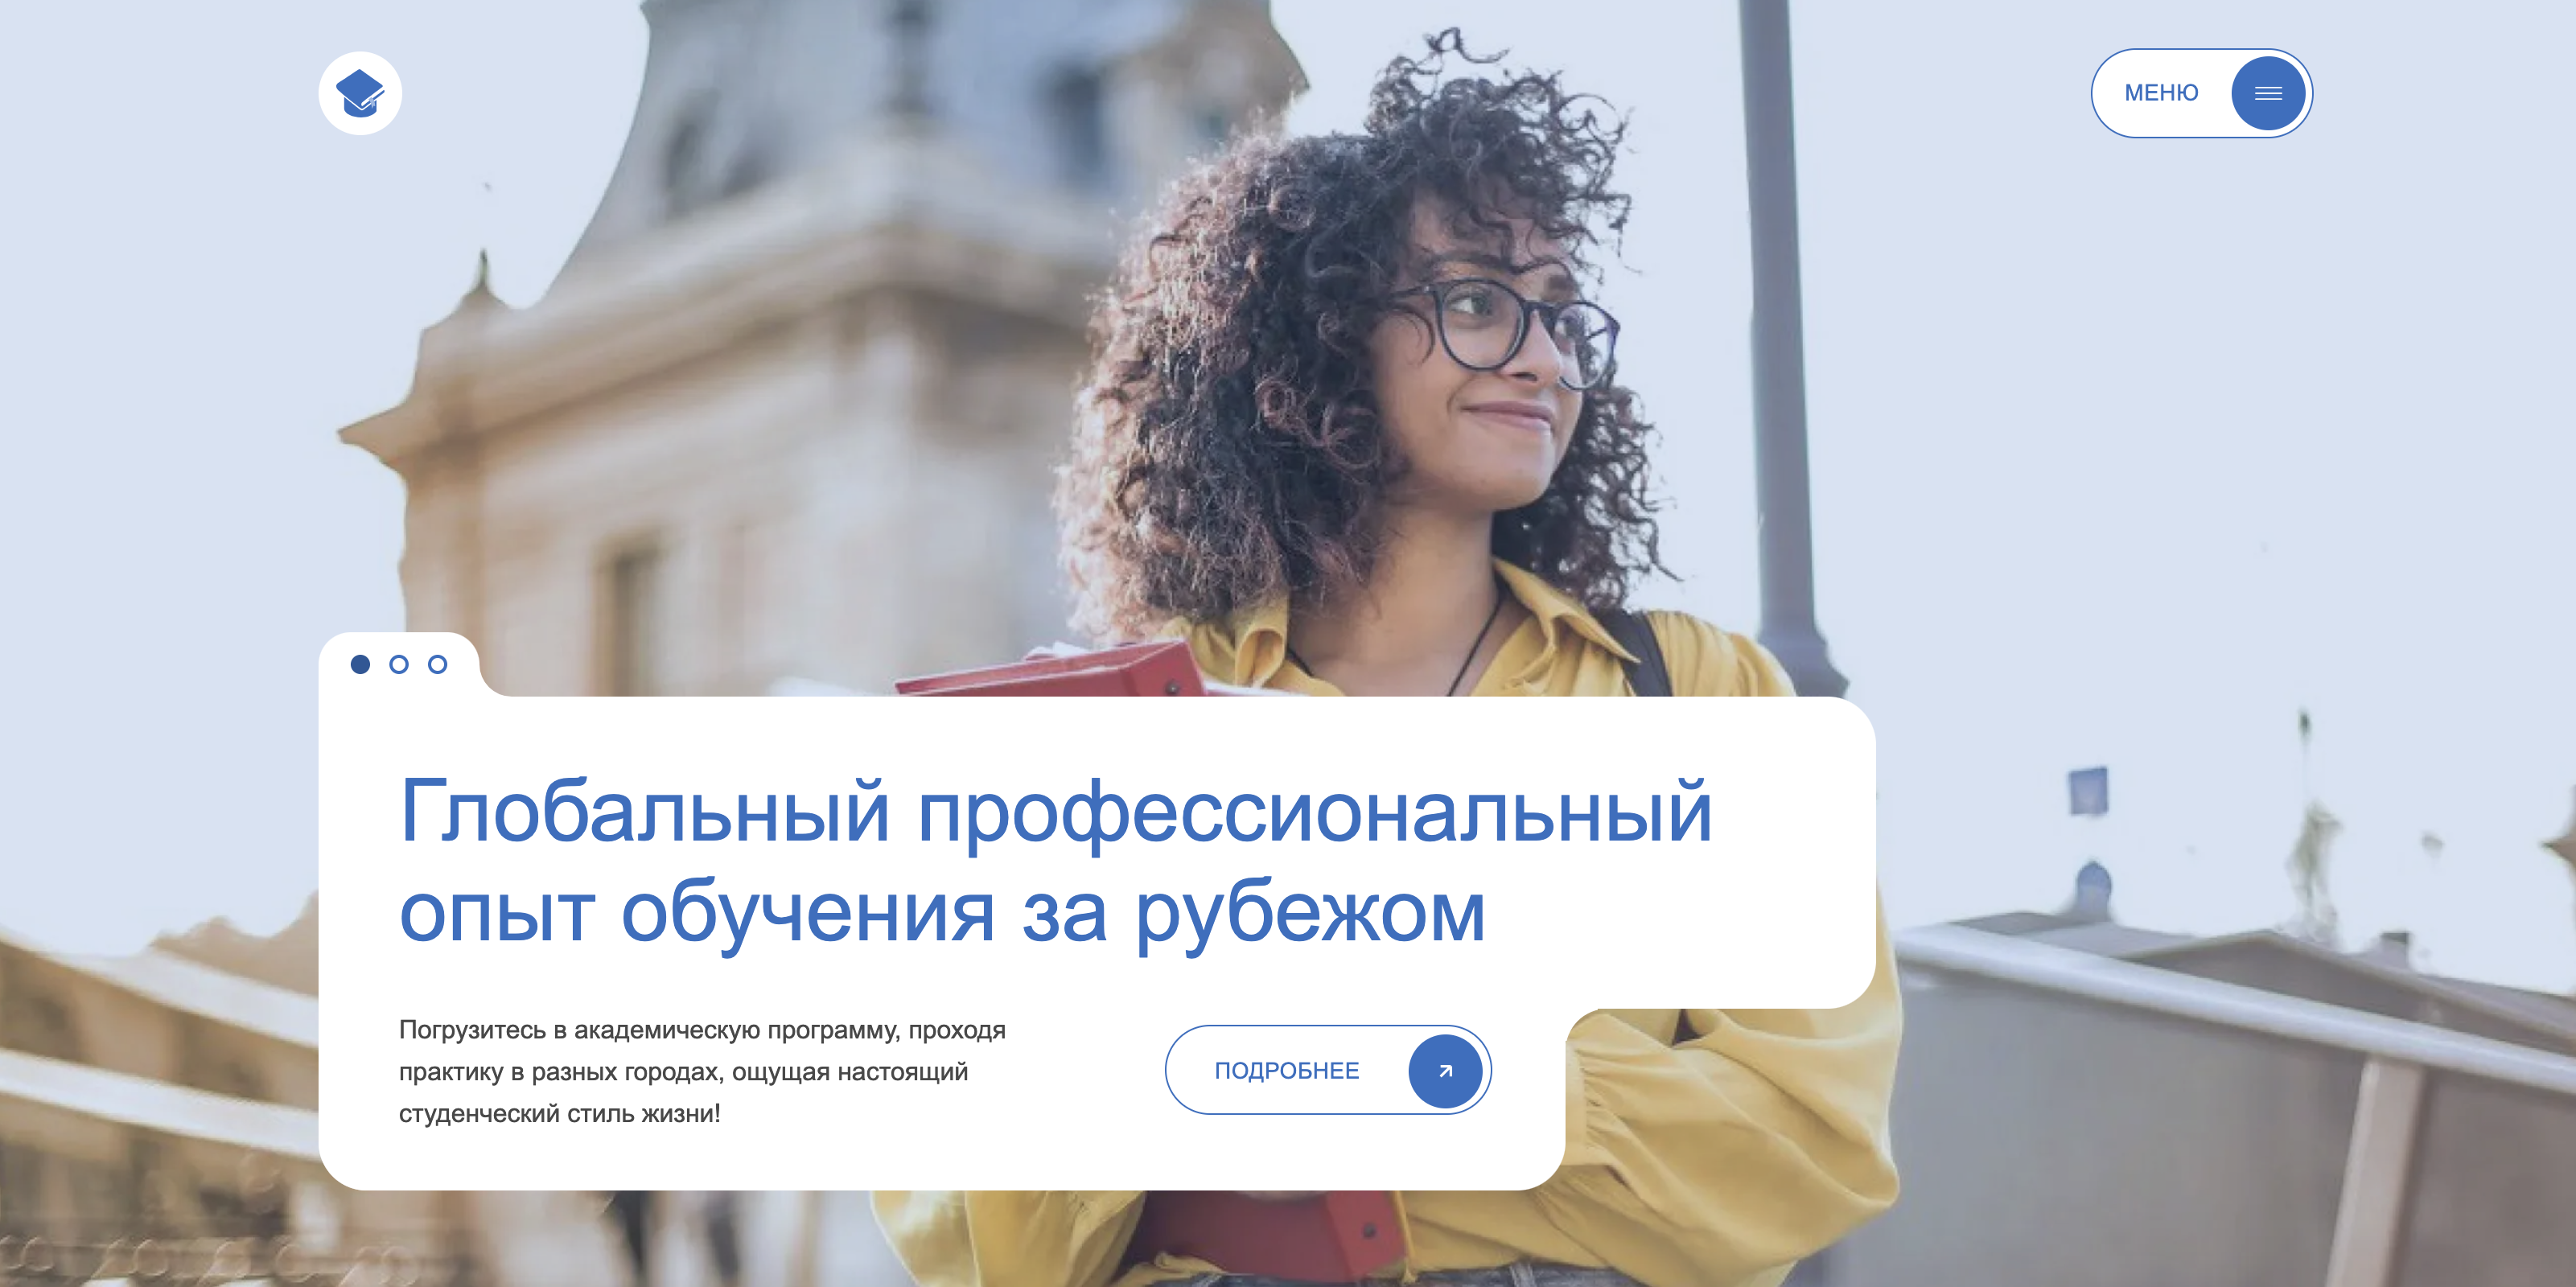 МЕНЮ
Глобальный профессиональный
опыт обучения за рубежом
Погрузитесь в академическую программу, проходя
практику в разных городах, ощущая настоящий
студенческий стиль жизни!
ПОДРОБНЕЕ